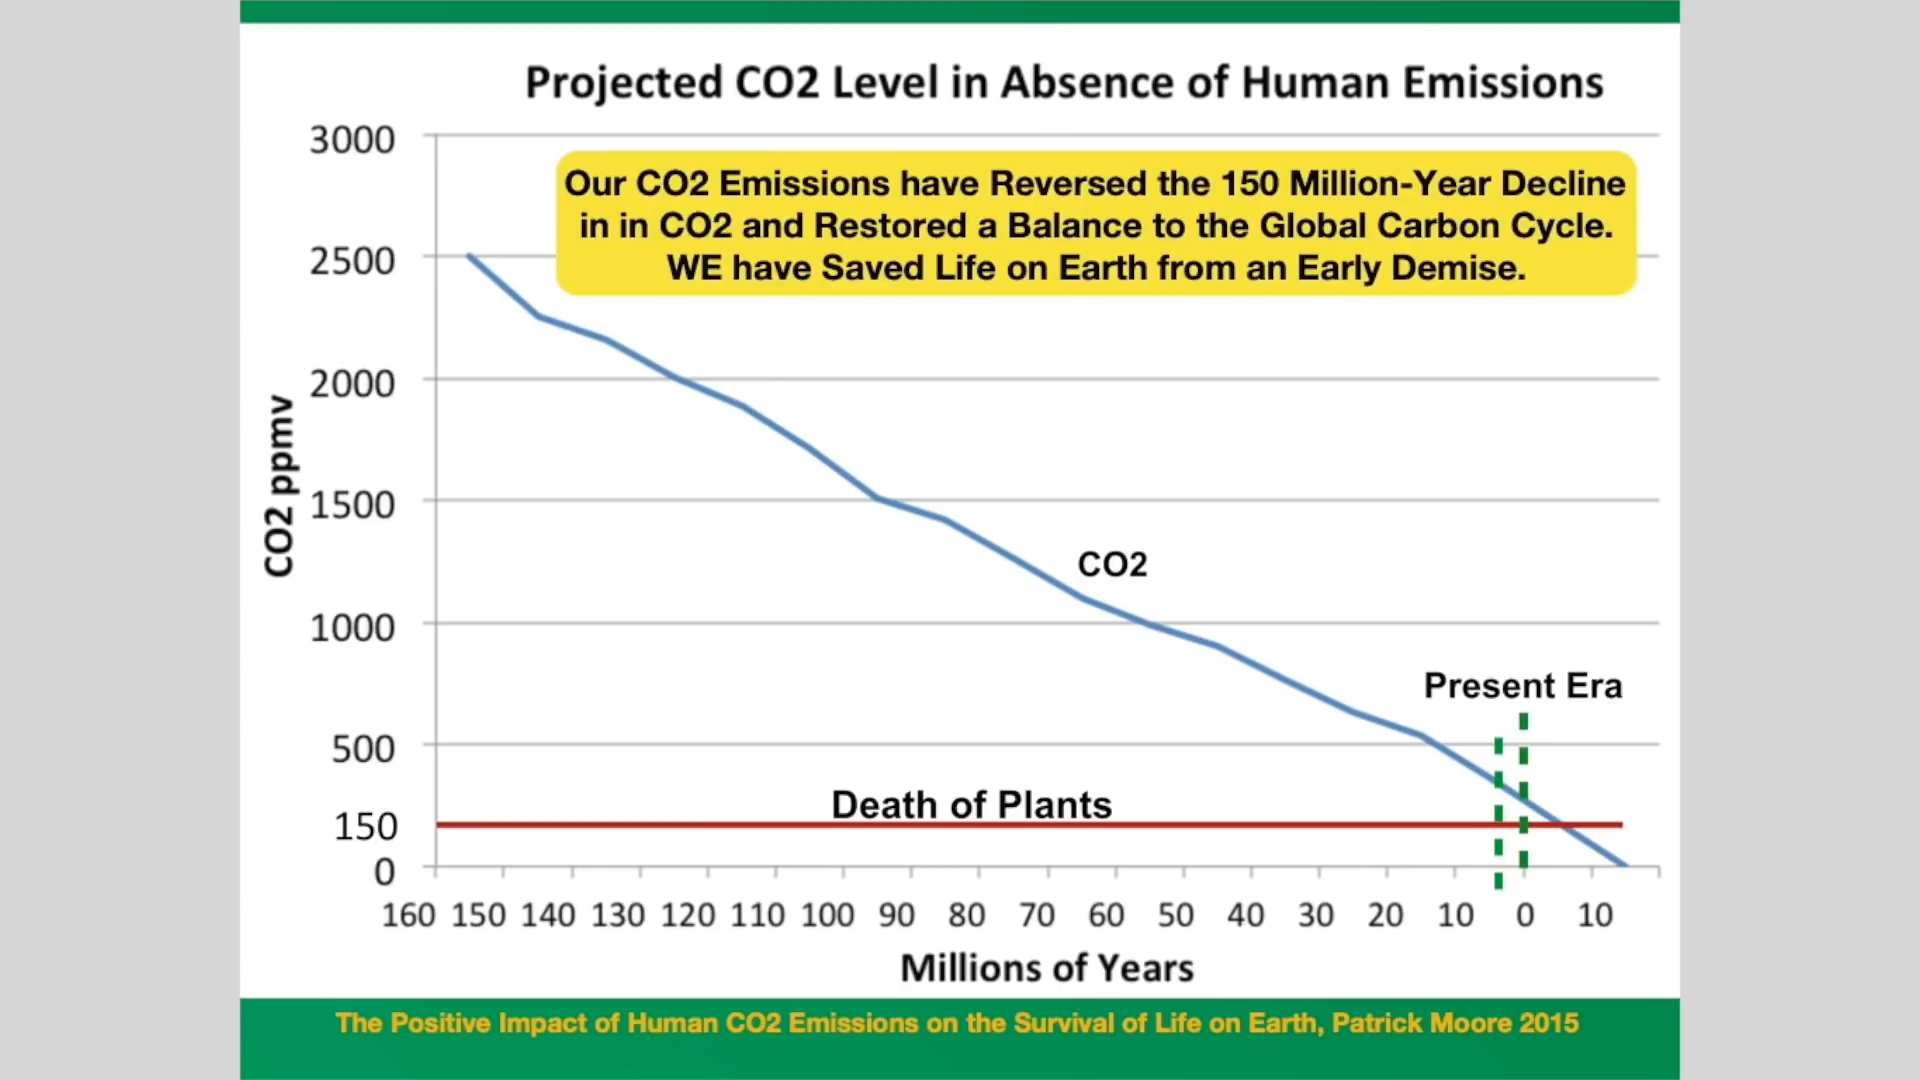 Projected CO2 Level in Absence of Human Emissions
Our CO2 Emissions have Reversed the 150 Million-Year Decline
in in CO2 and Restored a Balance to the Global Carbon Cycle.
WE have Saved Life on Earth from an Early Demise.
3000
2500
2000
1500
1000
500
150
0
CO2 ppmv
CO2
Present Era
Death of Plants
160 150 140 130 120 110 100 90 80 70 60 50 40 30 20 10 0 10
Millions of Years
The Positive Impact of Human CO2 Emissions on the Survival of Life on Earth, Patrick Moore 2015